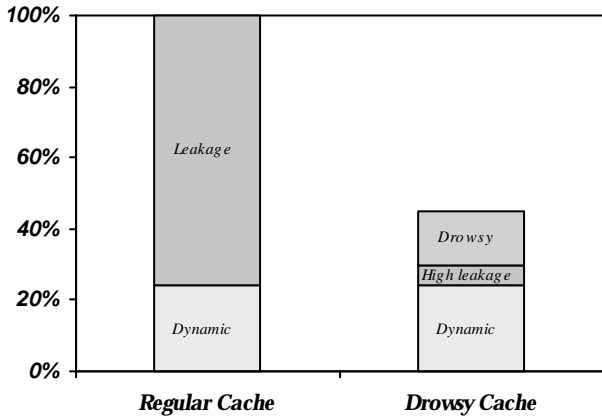 100%
80%
60%
40%
20%
0%
Leakage
Dynamic
Drowsy
High leakage
Dynamic
Regular Cache
Drowsy Cache